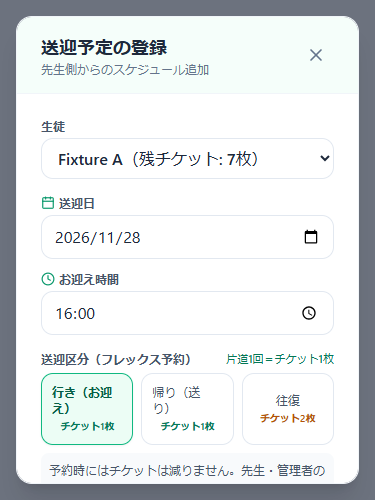 送迎予定の登録
先生側からのスケジュール追加
生徒
Fixture A（残チケット: 7枚）
送迎日
2026/11/28
お迎え時間
16:00
送迎区分（フレックス予約）
片道1回＝チケット1枚
行き（お迎
え）
チケット1枚
帰り（送
り）
チケット1枚
往復
チケット2枚
予約時にはチケットは減りません。先生・管理者の